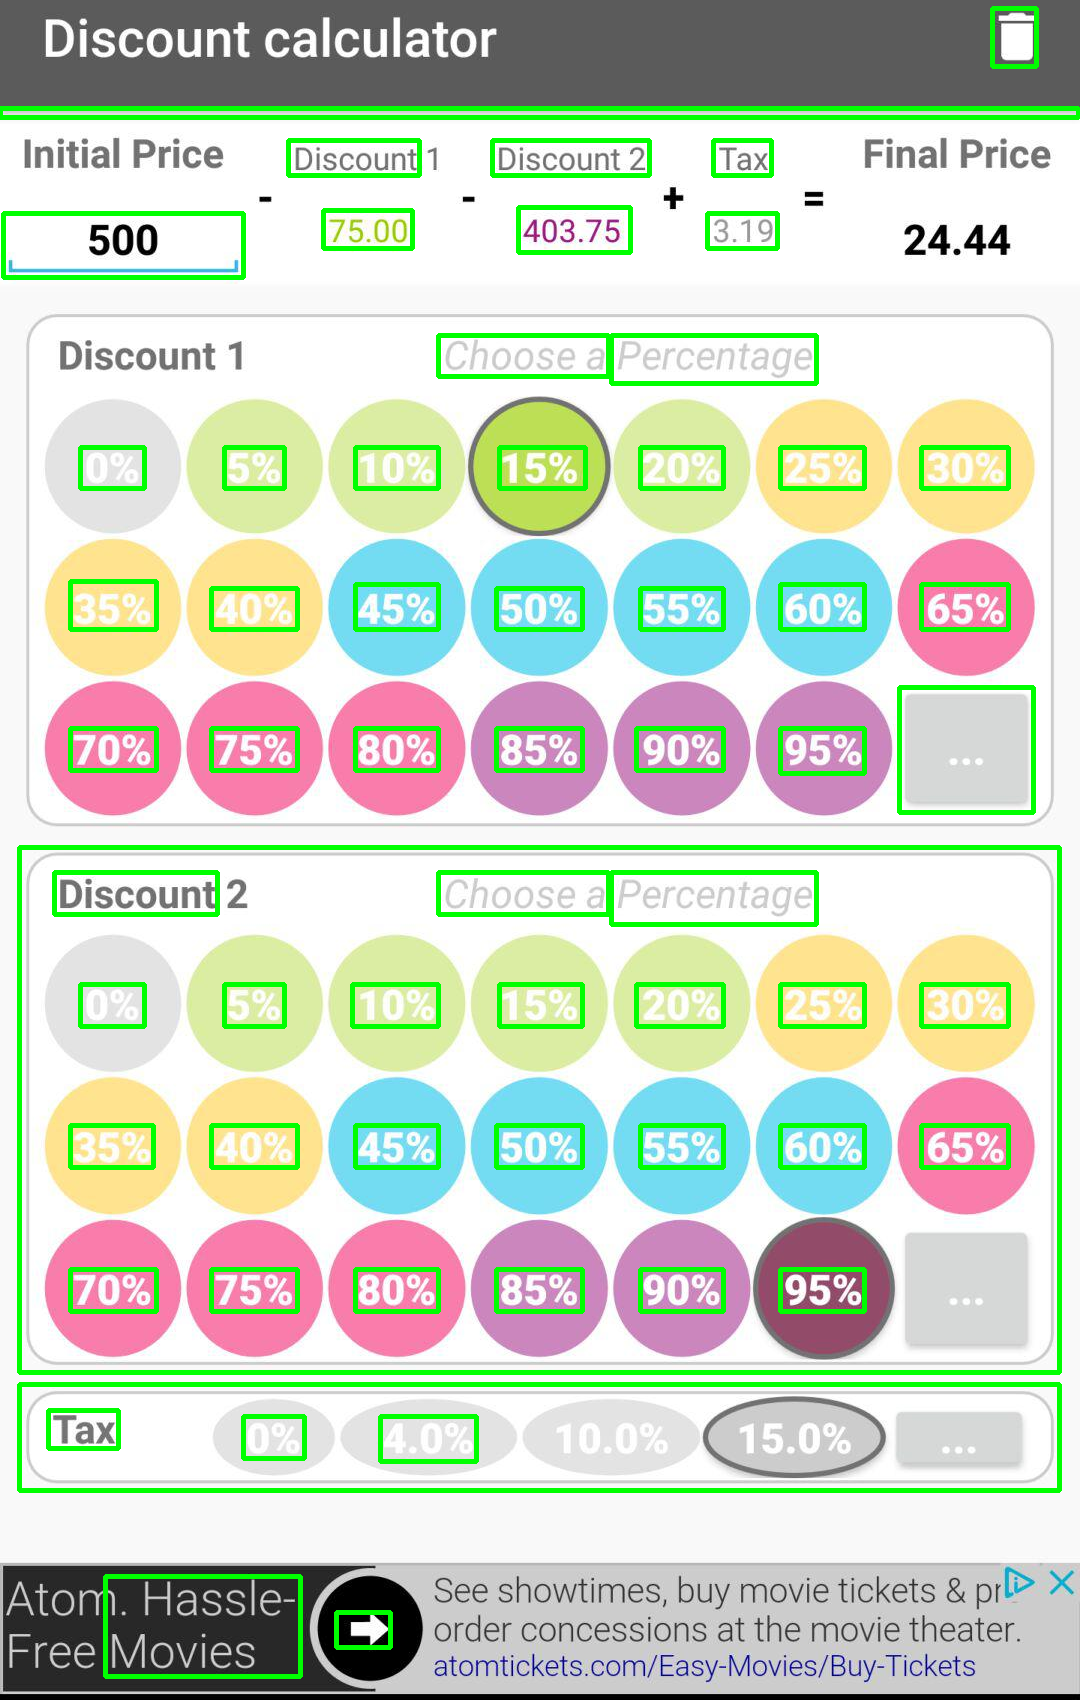 Discount calculator
Initial Price Discount 1 Discount 2 Tax Final Price
500 - 75.00 - 403.75 + 3.19 = 24.44
Discount 1 Choose a Percentage
0% 5% 10% 15% 20% 25% 30%
35% 40% 45% 50% 55% 60% 65%
70% 75% 80% 85% 90% 95% ...
Discount 2 Choose a Percentage
0% 5% 10% 15% 20% 25% 30%
35% 40% 45% 50% 55% 60% 65%
70% 75% 80% 85% 90% 95% ...
Tax 0% 4.0% 10.0% 15.0% ...
Atom. Hassle-
Free Movies
See showtimes, buy movie tickets & pr
order concessions at the movie theater.
atomtickets.com/Easy-Movies/Buy-Tickets